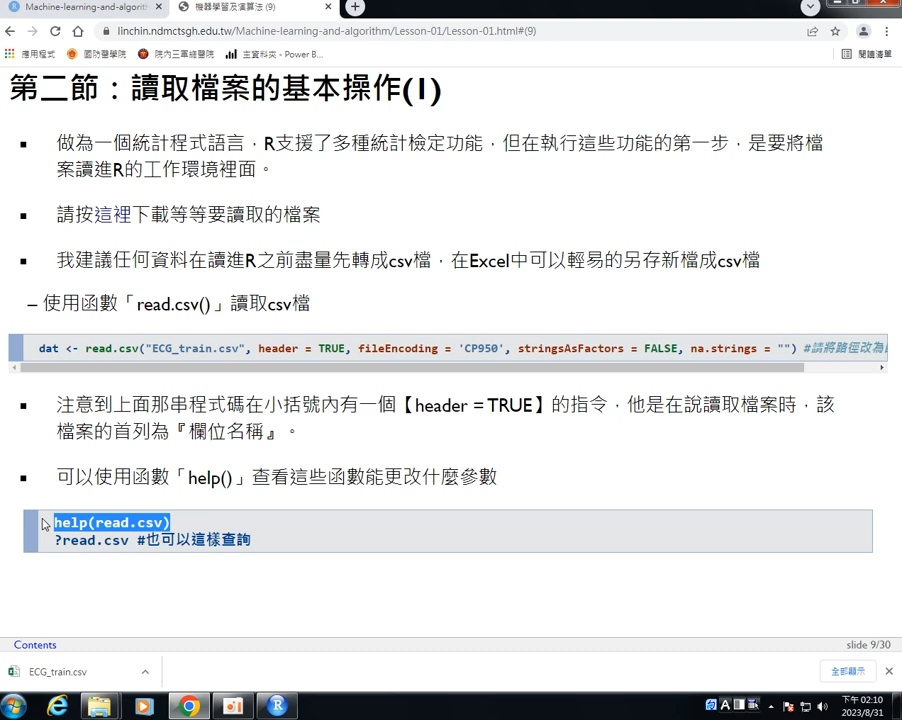 Machine-learning-and-algorith
機器學習及演算法 (9)
linchin.ndmctsgh.edu.tw/Machine-learning-and-algorithm/Lesson-01/Lesson-01.html#(9)
應用程式
國防醫學院
院內三軍總醫院
主資料夾 - Power B...
閱讀清單
第二節：讀取檔案的基本操作(1)
做為一個統計程式語言，R支援了多種統計檢定功能，但在執行這些功能的第一步，是要將檔
案讀進R的工作環境裡面。
請按這裡下載等等要讀取的檔案
我建議任何資料在讀進R之前盡量先轉成csv檔，在Excel中可以輕易的另存新檔成csv檔
– 使用函數「read.csv()」讀取csv檔
dat <- read.csv("ECG_train.csv", header = TRUE, fileEncoding = 'CP950', stringsAsFactors = FALSE, na.strings = "") #請將路徑改為
注意到上面那串程式碼在小括號內有一個【header = TRUE】的指令，他是在說讀取檔案時，該
檔案的首列為『欄位名稱』。
可以使用函數「help()」查看這些函數能更改什麼參數
help(read.csv)
?read.csv #也可以這樣查詢
Contents
slide 9/30
ECG_train.csv
全部顯示
下午 02:10
2023/8/31